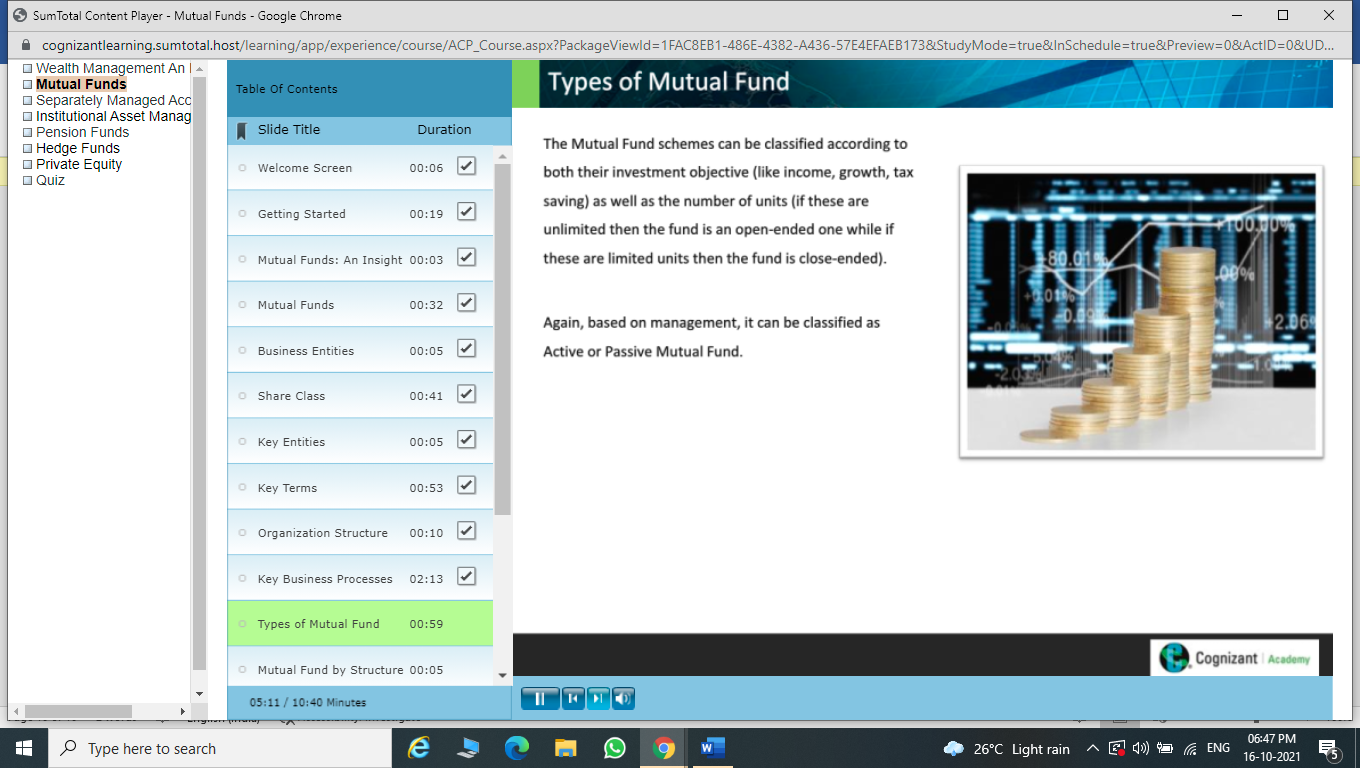 SumTotal Content Player - Mutual Funds - Google Chrome
cognizantlearning.sumtotal.host/learning/app/experience/course/ACP_Course.aspx?PackageViewId=1FAC8EB1-486E-4382-A436-57E4EFAEB173&StudyMode=true&InSchedule=true&Preview=0&ActID=0&UD...
Wealth Management An I
Mutual Funds
Separately Managed Acc
Institutional Asset Manag
Pension Funds
Hedge Funds
Private Equity
Quiz
Table Of Contents
Slide Title Duration
Welcome Screen 00:06
Getting Started 00:19
Mutual Funds: An Insight 00:03
Mutual Funds 00:32
Business Entities 00:05
Share Class 00:41
Key Entities 00:05
Key Terms 00:53
Organization Structure 00:10
Key Business Processes 02:13
Types of Mutual Fund 00:59
Mutual Fund by Structure 00:05
05:11 / 10:40 Minutes
Types of Mutual Fund
The Mutual Fund schemes can be classified according to
both their investment objective (like income, growth, tax
saving) as well as the number of units (if these are
unlimited then the fund is an open-ended one while if
these are limited units then the fund is close-ended).
Again, based on management, it can be classified as
Active or Passive Mutual Fund.
+100.00%
-80.01%
+0.01%
+2.06%
Cognizant | Academy
Type here to search
26°C Light rain
ENG
06:47 PM
16-10-2021
5